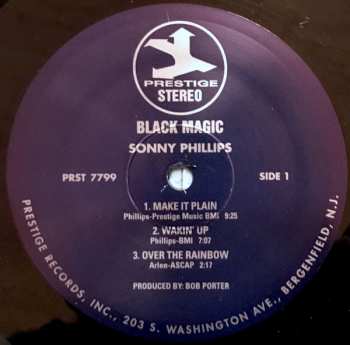 PRESTIGE
STEREO
BLACK MAGIC
SONNY PHILLIPS
PRST 7799 SIDE 1
1. MAKE IT PLAIN
Phillips-Prestige Music BMI 9:25
2. WAKIN' UP
Phillips-BMI 7:07
3. OVER THE RAINBOW
Arlen-ASCAP 2:17
PRODUCED BY: BOB PORTER
PRESTIGE RECORDS, INC., 203 S. WASHINGTON AVE., BERGENFIELD, N.J.